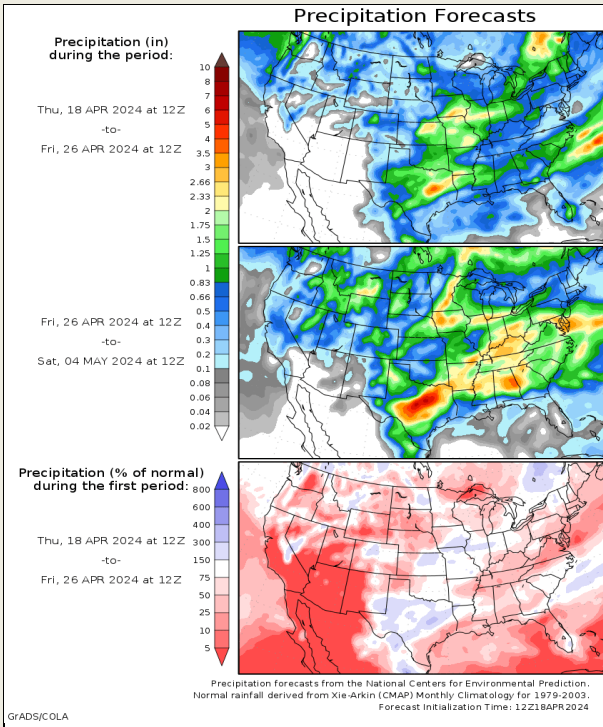 Precipitation Forecasts
Precipitation (in)
during the period:
Thu, 18 APR 2024 at 12Z
-to-
Fri, 26 APR 2024 at 12Z
10
8
7
6
5
4
3.5
3
2.66
2.33
2
1.75
1.5
1.25
1
0.83
0.66
0.5
0.4
0.3
0.2
0.1
0.08
0.06
0.04
0.02
Fri, 26 APR 2024 at 12Z
-to-
Sat, 04 MAY 2024 at 12Z
Precipitation (% of normal)
during the first period:
Thu, 18 APR 2024 at 12Z
-to-
Fri, 26 APR 2024 at 12Z
800
600
400
300
150
75
50
25
10
5
Precipitation forecasts from the National Centers for Environmental Prediction.
Normal rainfall derived from Xie-Arkin (CMAP) Monthly Climatology for 1979-2003.
Forecast Initialization Time: 12Z18APR2024
GrADS/COLA